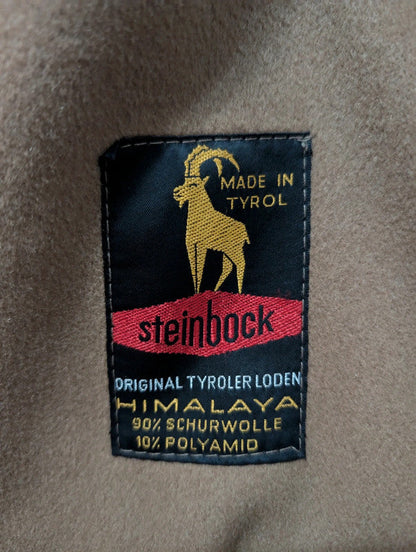 MADE IN
TYROL
steinbock
ORIGINAL TYROLER LODEN
HIMALAYA
90% SCHURWOLLE
10% POLYAMID